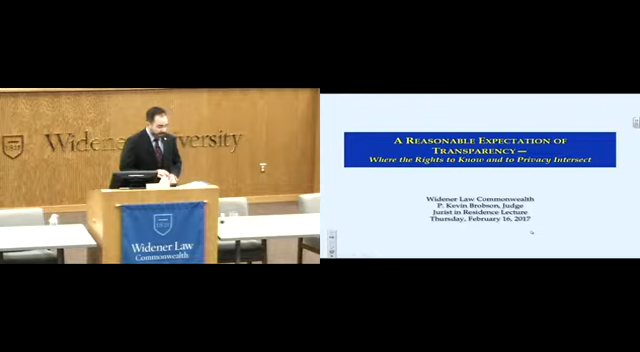 Widener University
Widener Law
Commonwealth
A REASONABLE EXPECTATION OF
TRANSPARENCY —
Where the Rights to Know and to Privacy Intersect
Widener Law Commonwealth
P. Kevin Brobson, Judge
Jurist in Residence Lecture
Thursday, February 16, 2017